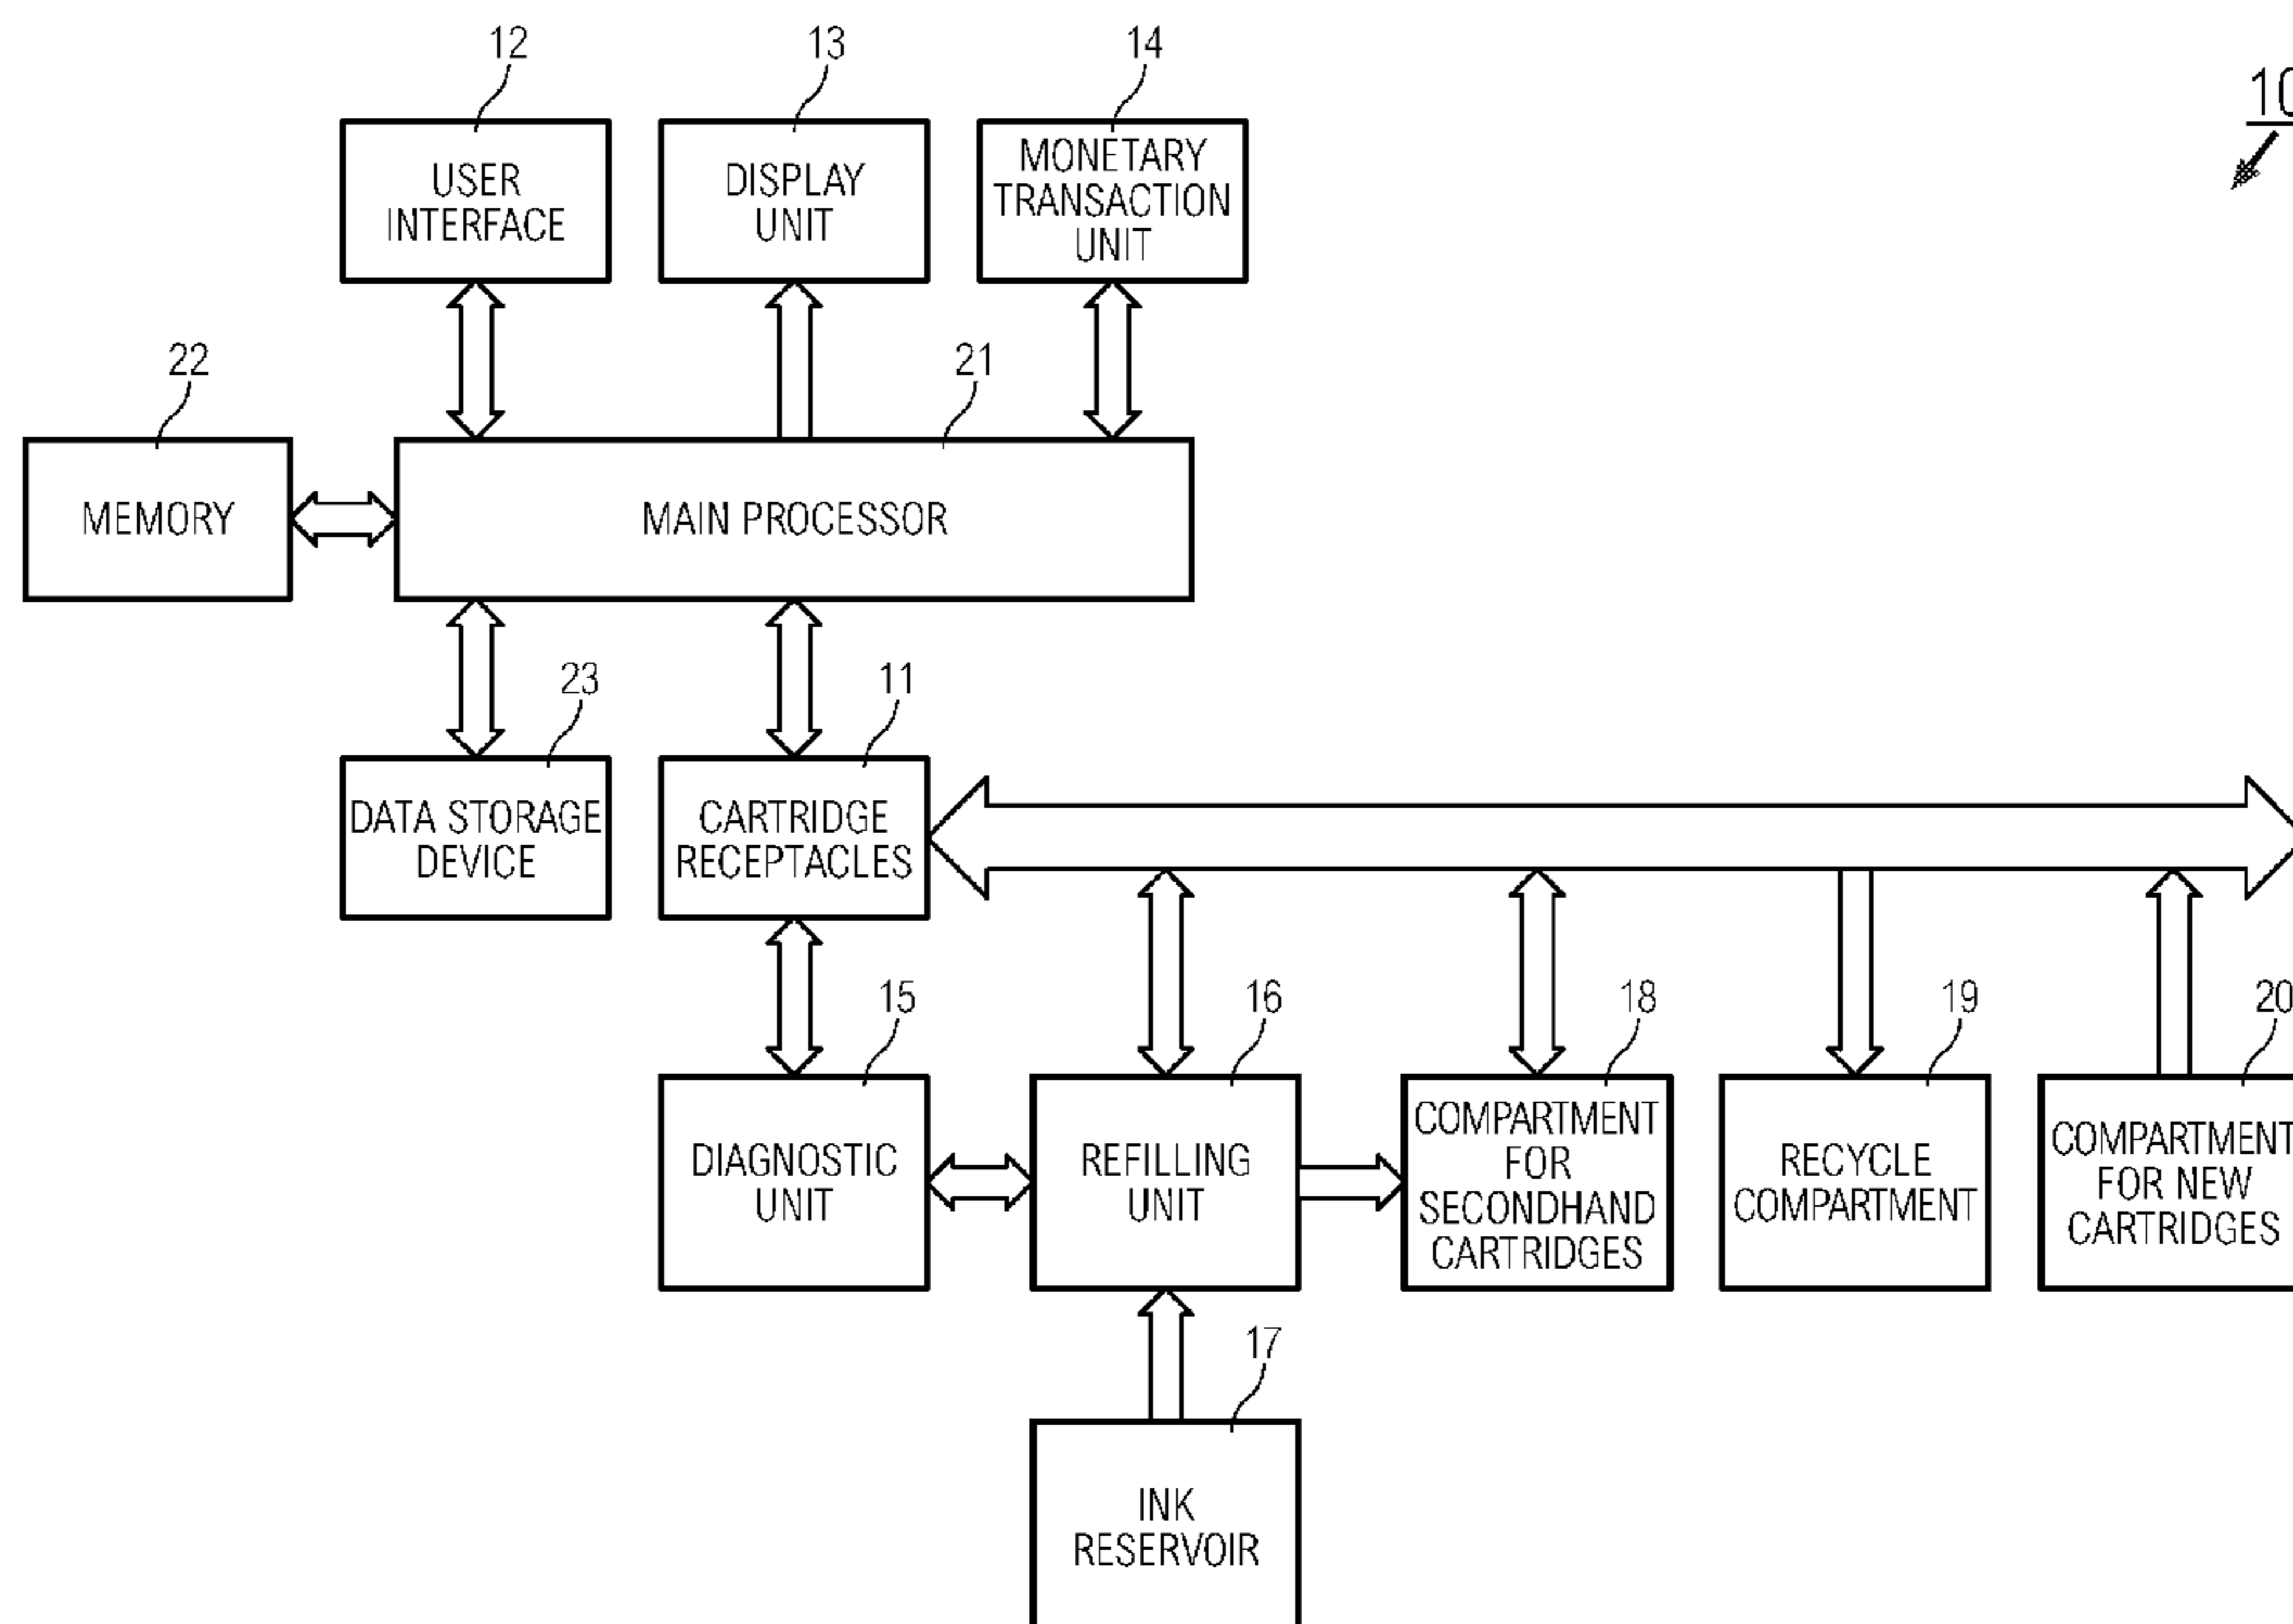 12
13
14
10
USER
INTERFACE
DISPLAY
UNIT
MONETARY
TRANSACTION
UNIT
22
21
MEMORY
MAIN PROCESSOR
23
11
DATA STORAGE
DEVICE
CARTRIDGE
RECEPTACLES
15
16
18
19
20
DIAGNOSTIC
UNIT
REFILLING
UNIT
COMPARTMENT
FOR
SECONDHAND
CARTRIDGES
RECYCLE
COMPARTMENT
COMPARTMENT
FOR NEW
CARTRIDGES
17
INK
RESERVOIR